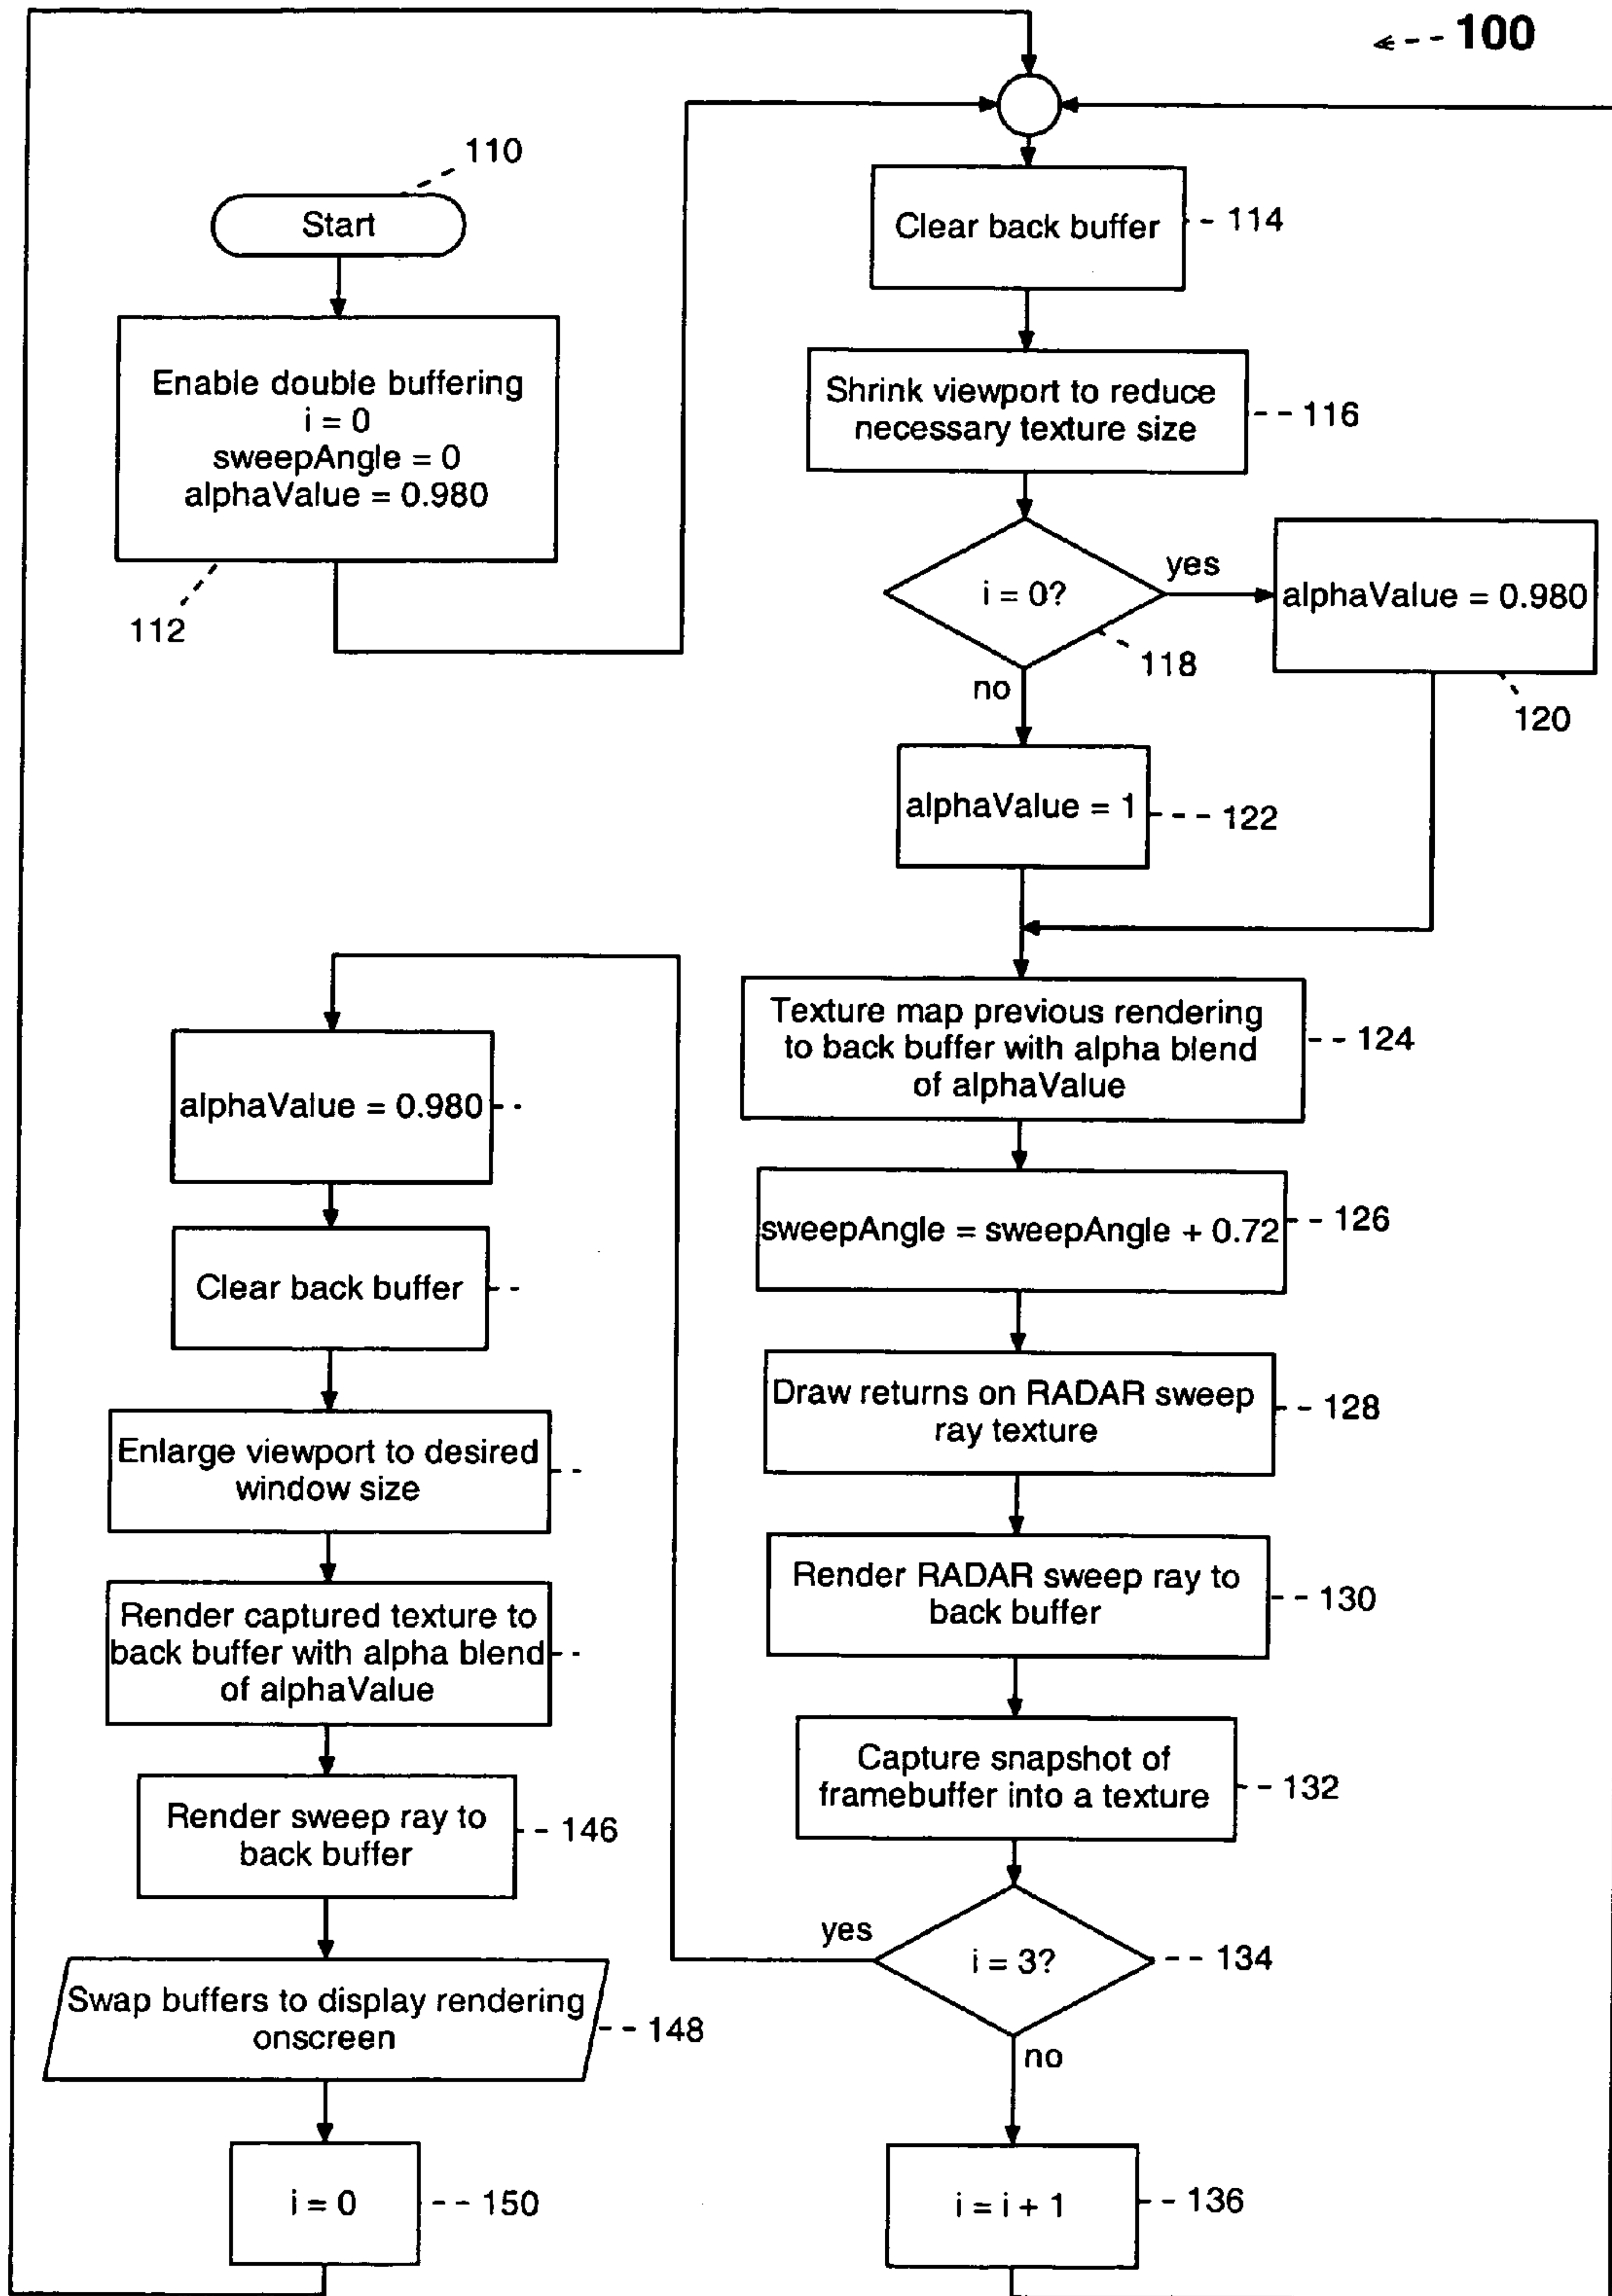 100
110
Start
Enable double buffering
i = 0
sweepAngle = 0
alphaValue = 0.980
112
Clear back buffer
114
Shrink viewport to reduce
necessary texture size
116
i = 0?
yes
118
no
alphaValue = 0.980
120
alphaValue = 1
122
Texture map previous rendering
to back buffer with alpha blend
of alphaValue
124
sweepAngle = sweepAngle + 0.72
126
Draw returns on RADAR sweep
ray texture
128
Render RADAR sweep ray to
back buffer
130
Capture snapshot of
framebuffer into a texture
132
i = 3?
yes
134
no
i = i + 1
136
alphaValue = 0.980
Clear back buffer
Enlarge viewport to desired
window size
Render captured texture to
back buffer with alpha blend
of alphaValue
Render sweep ray to
back buffer
146
Swap buffers to display rendering
onscreen
148
i = 0
150